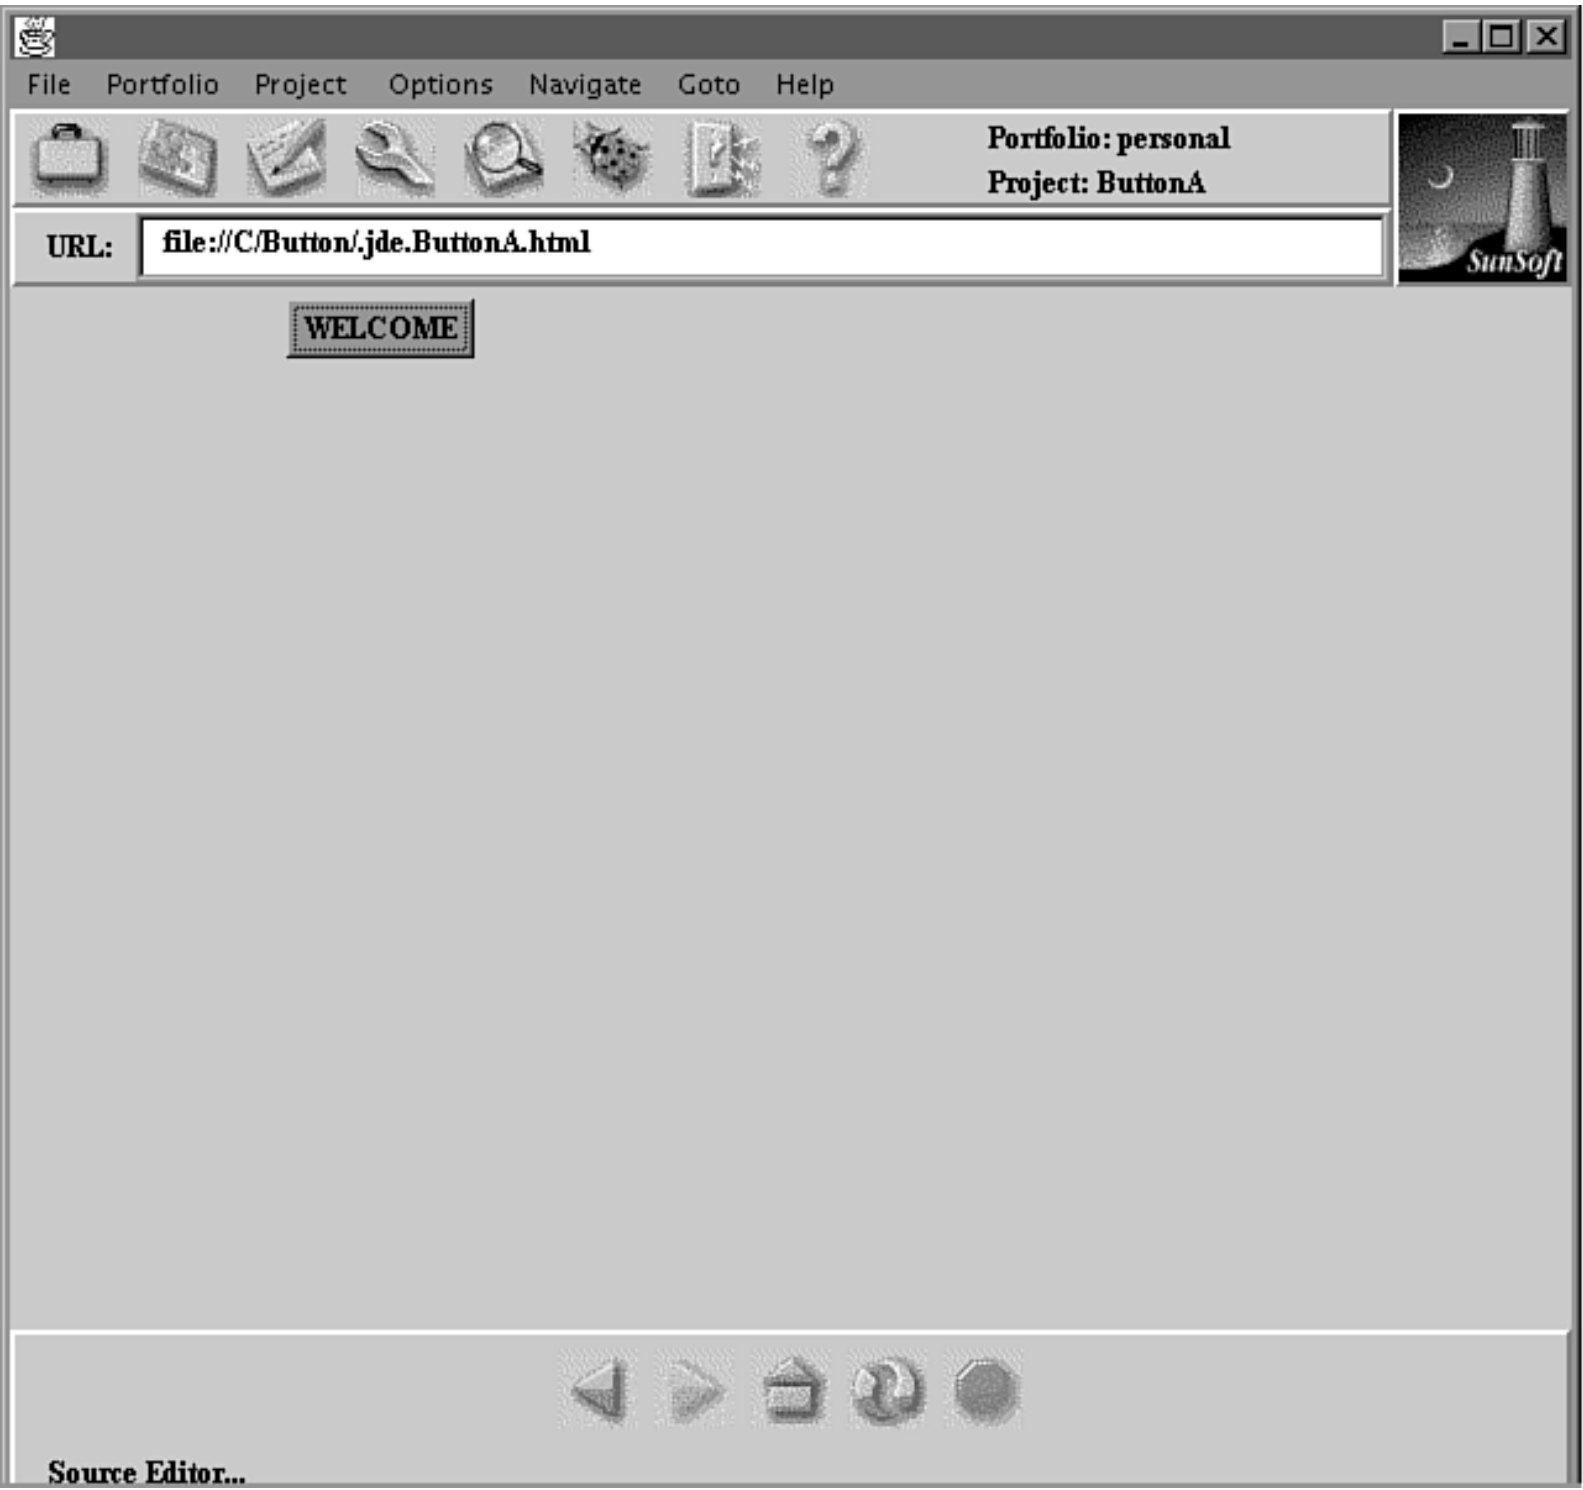 File Portfolio Project Options Navigate Goto Help
Portfolio: personal
Project: ButtonA
SunSoft
URL: file://C/Button/.jde.ButtonA.html
WELCOME
Source Editor...